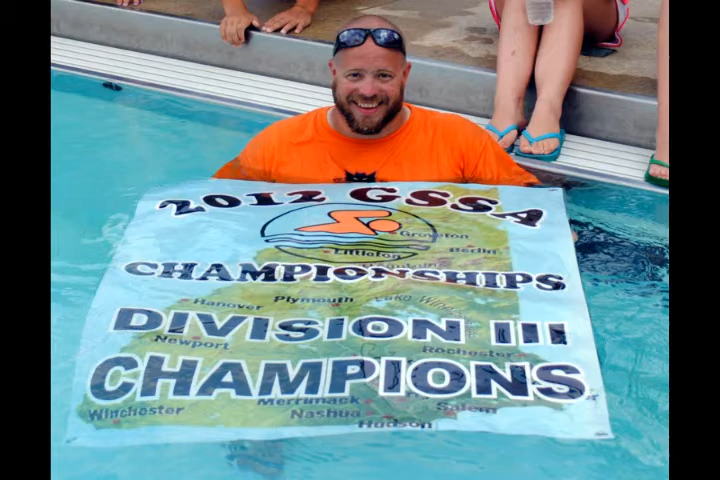 2012 GSSA
Groveton
Littleton
Berlin
CHAMPIONSHIPS
Hanover Plymouth
DIVISION III
Newport
Rochester
CHAMPIONS
Merrimack
Winchester
Nashua
Salem
Hudson